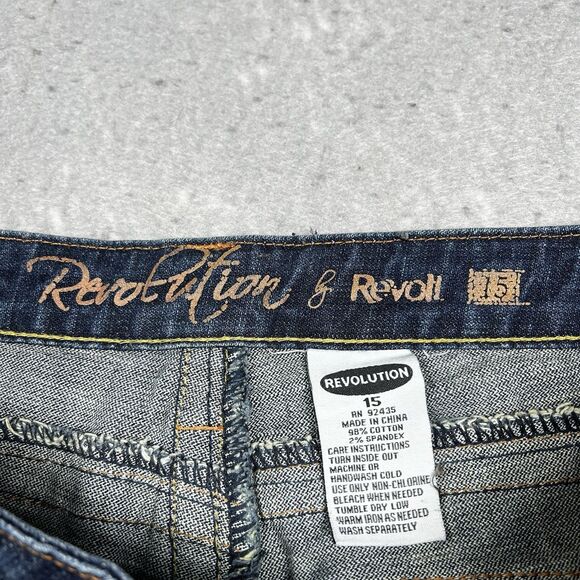 Revolution by Revolt 15
REVOLUTION
15
RN 92435
MADE IN CHINA
98% COTTON
2% SPANDEX
CARE INSTRUCTIONS
TURN INSIDE OUT
MACHINE OR
HANDWASH COLD
USE ONLY NON-CHLORINE
BLEACH WHEN NEEDED
TUMBLE DRY LOW
WARM IRON AS NEEDED
WASH SEPARATELY